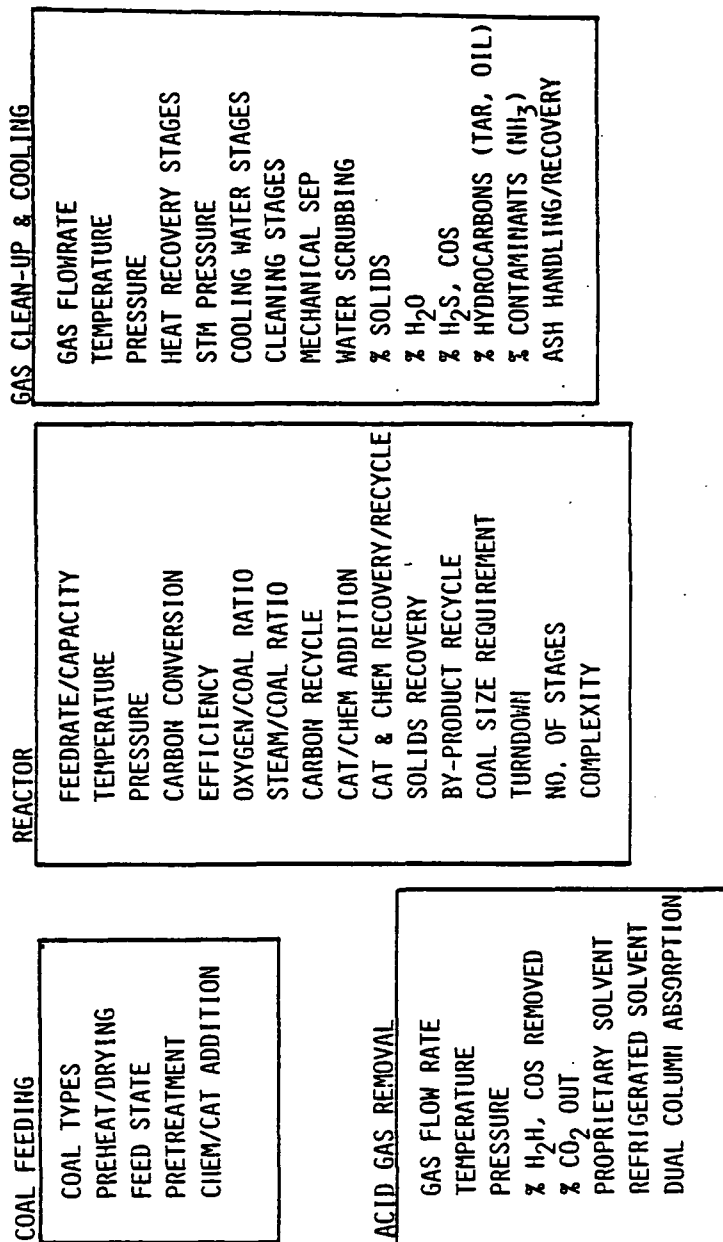 COAL FEEDING
COAL TYPES
PREHEAT/DRYING
FEED STATE
PRETREATMENT
CHEM/CAT ADDITION
REACTOR
FEEDRATE/CAPACITY
TEMPERATURE
PRESSURE
CARBON CONVERSION
EFFICIENCY
OXYGEN/COAL RATIO
STEAM/COAL RATIO
CARBON RECYCLE
CAT/CHEM ADDITION
CAT & CHEM RECOVERY/RECYCLE
SOLIDS RECOVERY
BY-PRODUCT RECYCLE
COAL SIZE REQUIREMENT
TURNDOWN
NO. OF STAGES
COMPLEXITY
GAS CLEAN-UP & COOLING
GAS FLOWRATE
TEMPERATURE
PRESSURE
HEAT RECOVERY STAGES
STM PRESSURE
COOLING WATER STAGES
CLEANING STAGES
MECHANICAL SEP
WATER SCRUBBING
% SOLIDS
% H₂O
% H₂S, COS
% HYDROCARBONS (TAR, OIL)
% CONTAMINANTS (NH₃)
ASH HANDLING/RECOVERY
ACID GAS REMOVAL
GAS FLOW RATE
TEMPERATURE
PRESSURE
% H₂H, COS REMOVED
% CO₂ OUT
PROPRIETARY SOLVENT
REFRIGERATED SOLVENT
DUAL COLUMN ABSORPTION